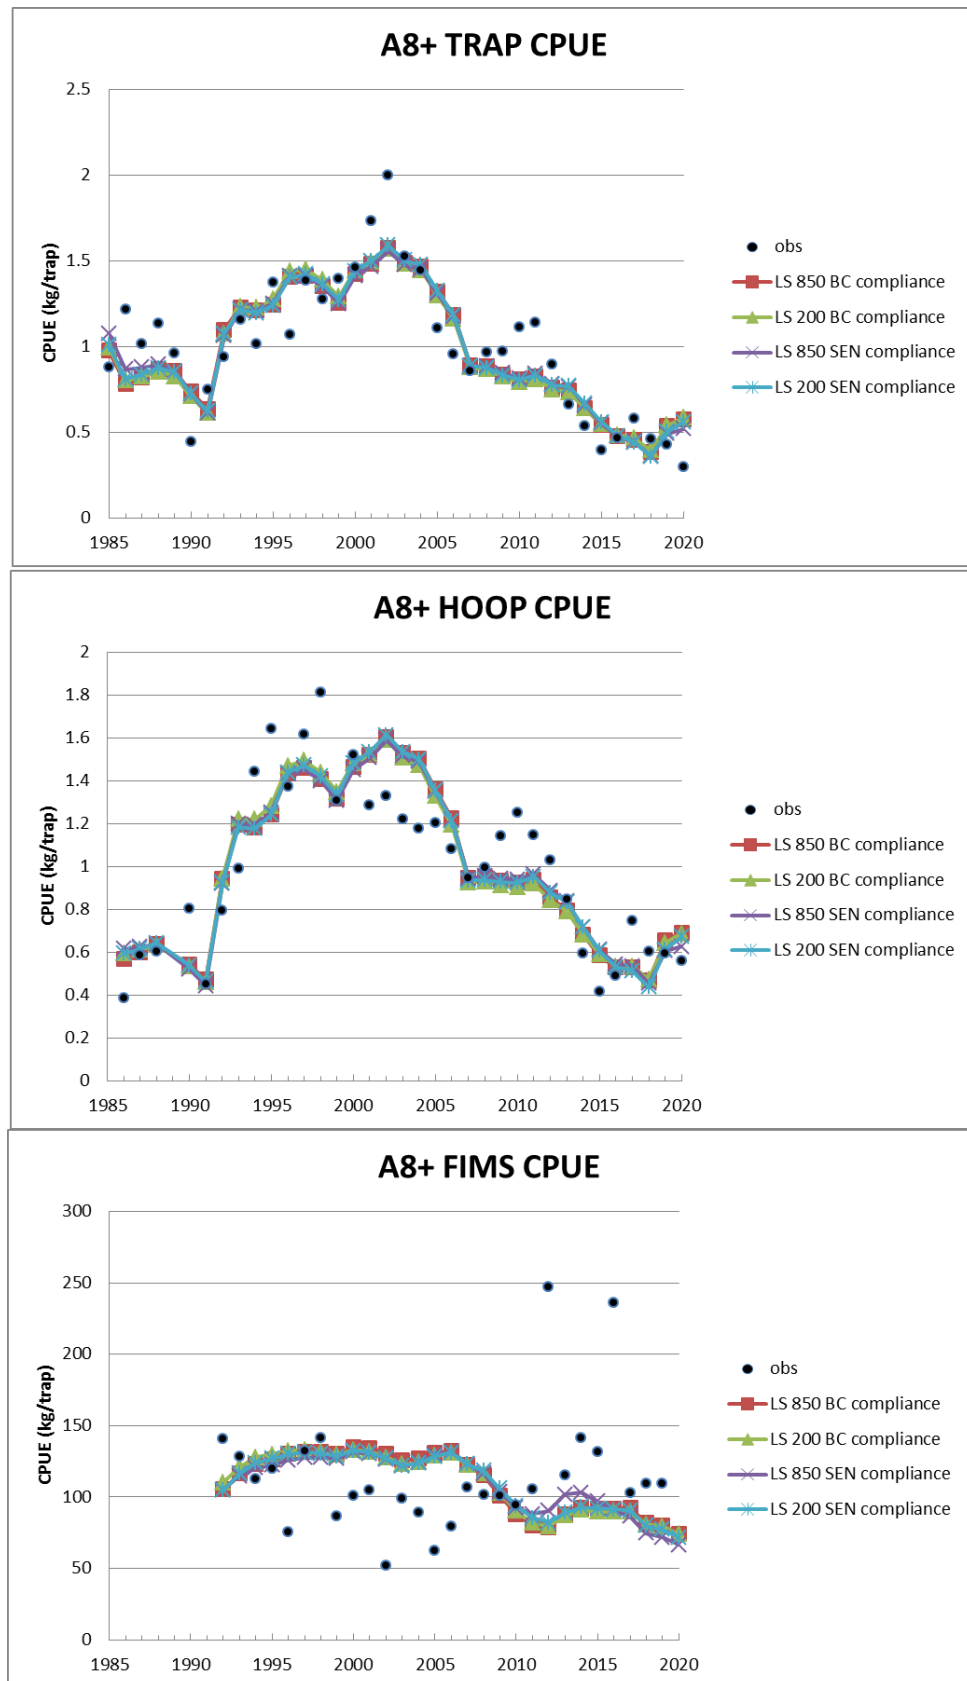 A8+ TRAP CPUE
2.5
2
1.5
1
0.5
0
CPUE (kg/trap)
1985 1990 1995 2000 2005 2010 2015 2020
obs
LS 850 BC compliance
LS 200 BC compliance
LS 850 SEN compliance
LS 200 SEN compliance
A8+ HOOP CPUE
2
1.8
1.6
1.4
1.2
1
0.8
0.6
0.4
0.2
0
CPUE (kg/trap)
1985 1990 1995 2000 2005 2010 2015 2020
obs
LS 850 BC compliance
LS 200 BC compliance
LS 850 SEN compliance
LS 200 SEN compliance
A8+ FIMS CPUE
300
250
200
150
100
50
0
CPUE (kg/trap)
1985 1990 1995 2000 2005 2010 2015 2020
obs
LS 850 BC compliance
LS 200 BC compliance
LS 850 SEN compliance
LS 200 SEN compliance